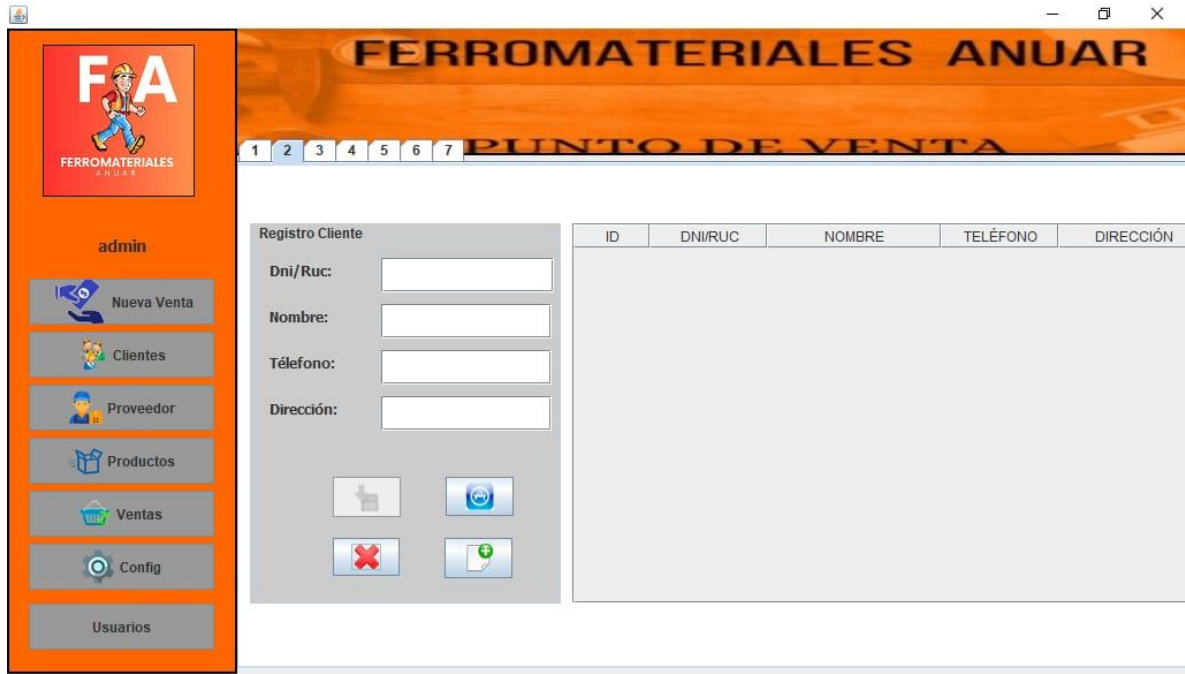 FERROMATERIALES ANUAR
PUNTO DE VENTA
FA
FERROMATERIALES
ANUAR
admin
Nueva Venta
Clientes
Proveedor
Productos
Ventas
Config
Usuarios
1 2 3 4 5 6 7
Registro Cliente
Dni/Ruc:
Nombre:
Télefono:
Dirección:
ID DNI/RUC NOMBRE TELÉFONO DIRECCIÓN